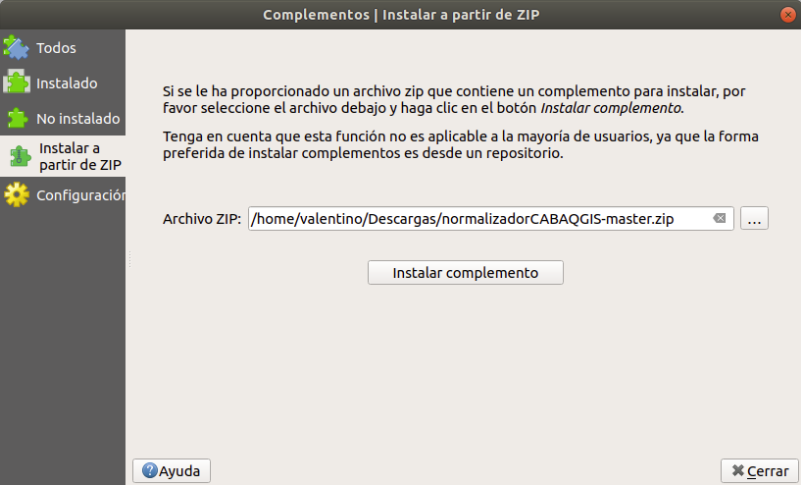 Complementos | Instalar a partir de ZIP
Todos
Instalado
No instalado
Instalar a
partir de ZIP
Configuración
Si se le ha proporcionado un archivo zip que contiene un complemento para instalar, por
favor seleccione el archivo debajo y haga clic en el botón Instalar complemento.
Tenga en cuenta que esta función no es aplicable a la mayoría de usuarios, ya que la forma
preferida de instalar complementos es desde un repositorio.
Archivo ZIP: /home/valentino/Descargas/normalizadorCABAQGIS-master.zip ...
Instalar complemento
Ayuda
Cerrar